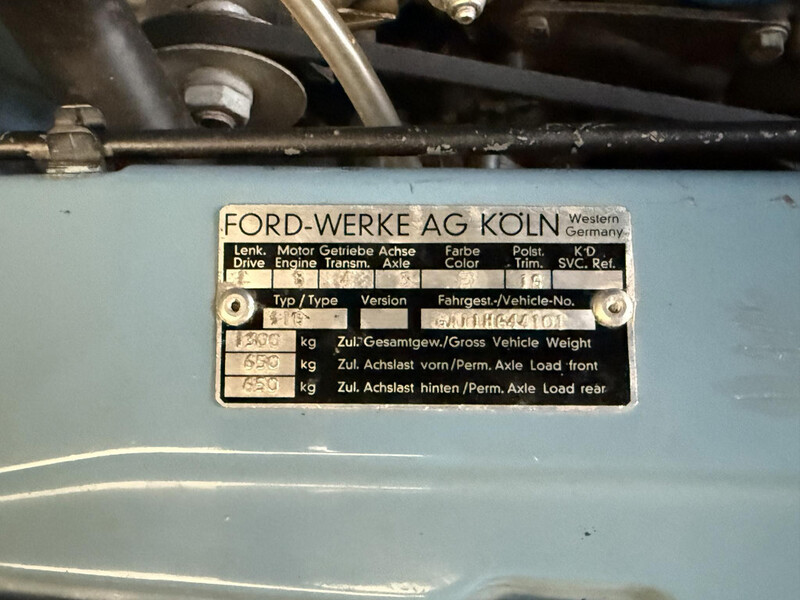 FORD-WERKE AG KÖLN Western Germany
Lenk. Motor Getriebe Achse Farbe Polst. K D
Drive Engine Transm. Axle Color Trim. SVC. Ref.
L
Typ / Type Version Fahrgest.-/Vehicle-No.
1300 kg Zul. Gesamtgew./Gross Vehicle Weight
650 kg Zul. Achslast vorn/Perm. Axle Load front
650 kg Zul. Achslast hinten/Perm. Axle Load rear